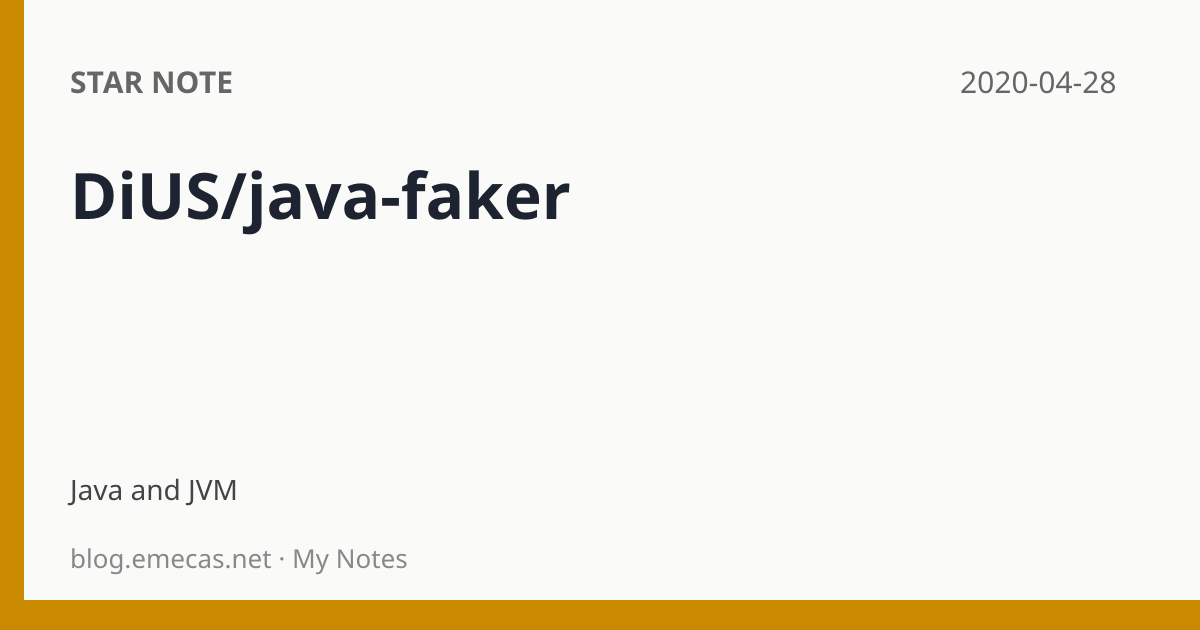 STAR NOTE
2020-04-28
DiUS/java-faker
Java and JVM
blog.emecas.net · My Notes